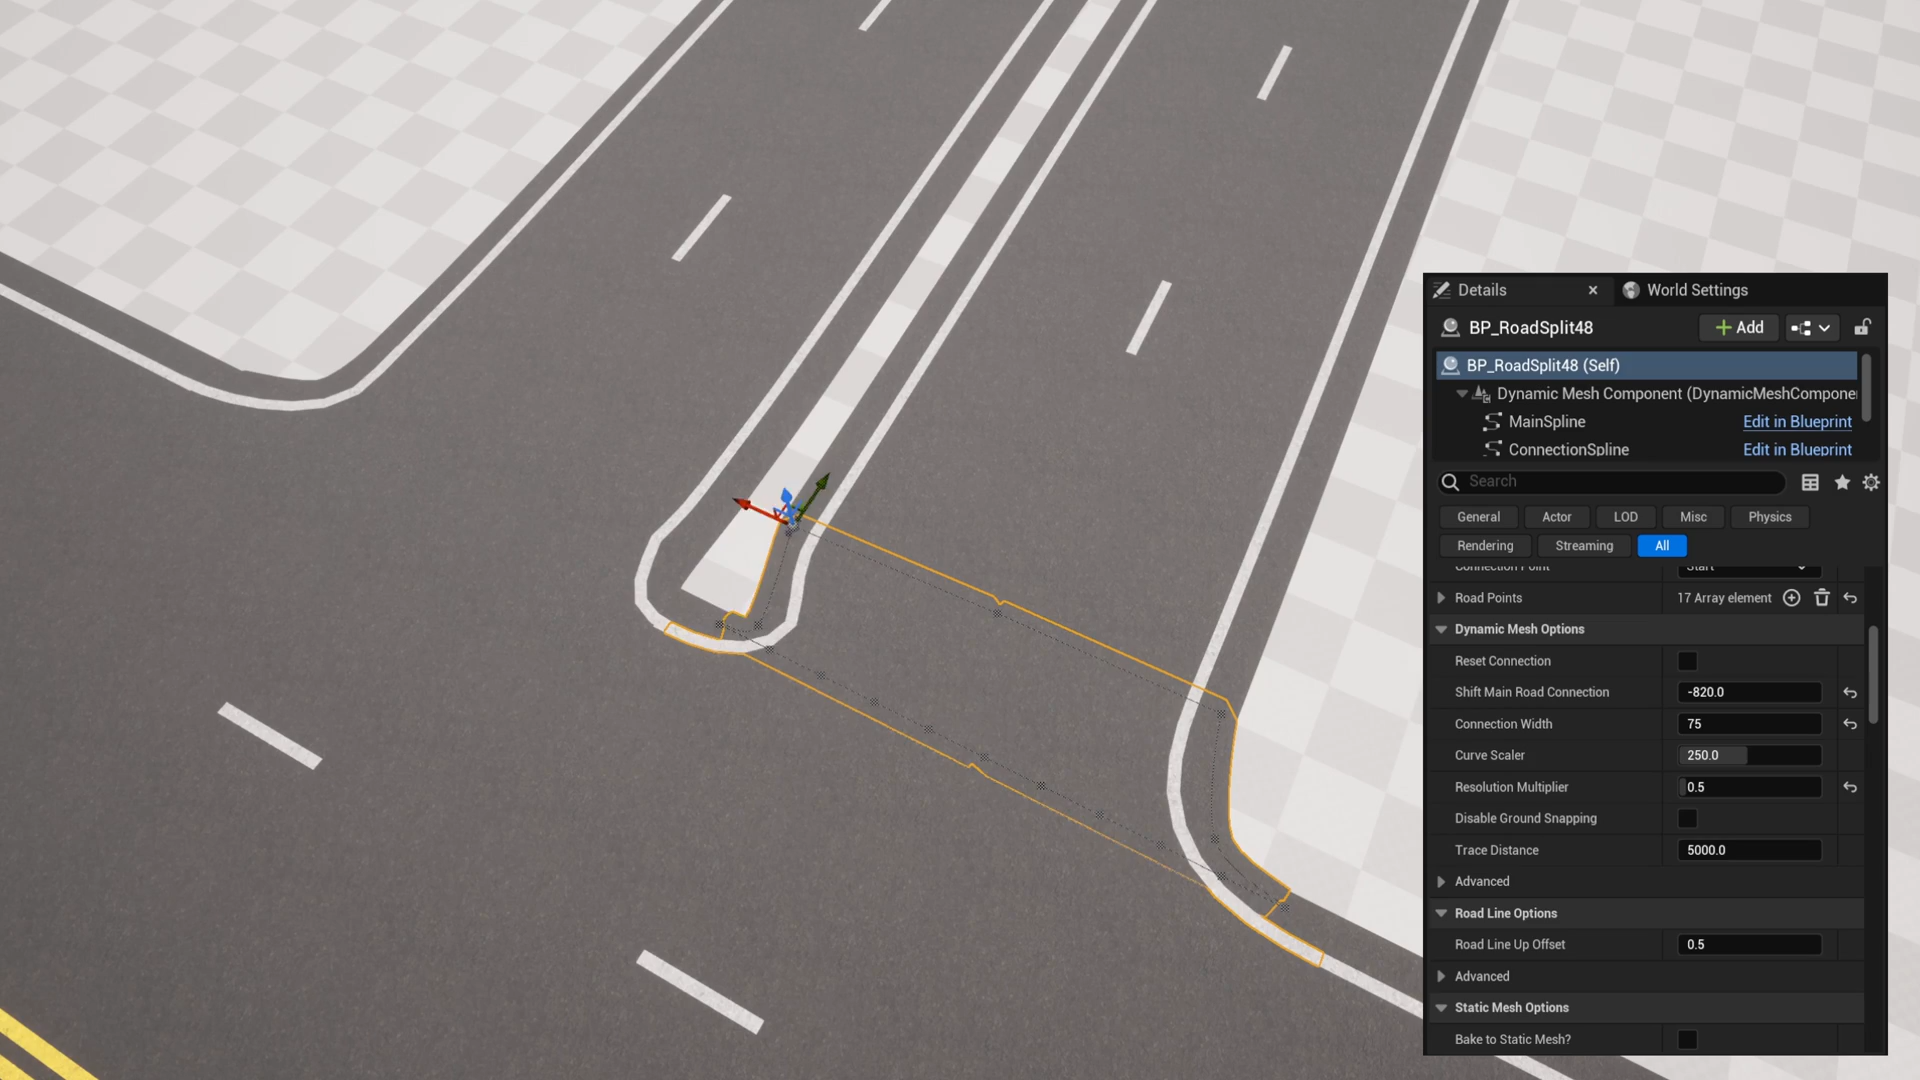 Details
World Settings
BP_RoadSplit48
Add
BP_RoadSplit48 (Self)
Dynamic Mesh Component (DynamicMeshCompone
MainSpline Edit in Blueprint
ConnectionSpline Edit in Blueprint
Search
General Actor LOD Misc Physics
Rendering Streaming All
Connection Point Start
Road Points 17 Array element
Dynamic Mesh Options
Reset Connection
Shift Main Road Connection -820.0
Connection Width 75
Curve Scaler 250.0
Resolution Multiplier 0.5
Disable Ground Snapping
Trace Distance 5000.0
Advanced
Road Line Options
Road Line Up Offset 0.5
Advanced
Static Mesh Options
Bake to Static Mesh?